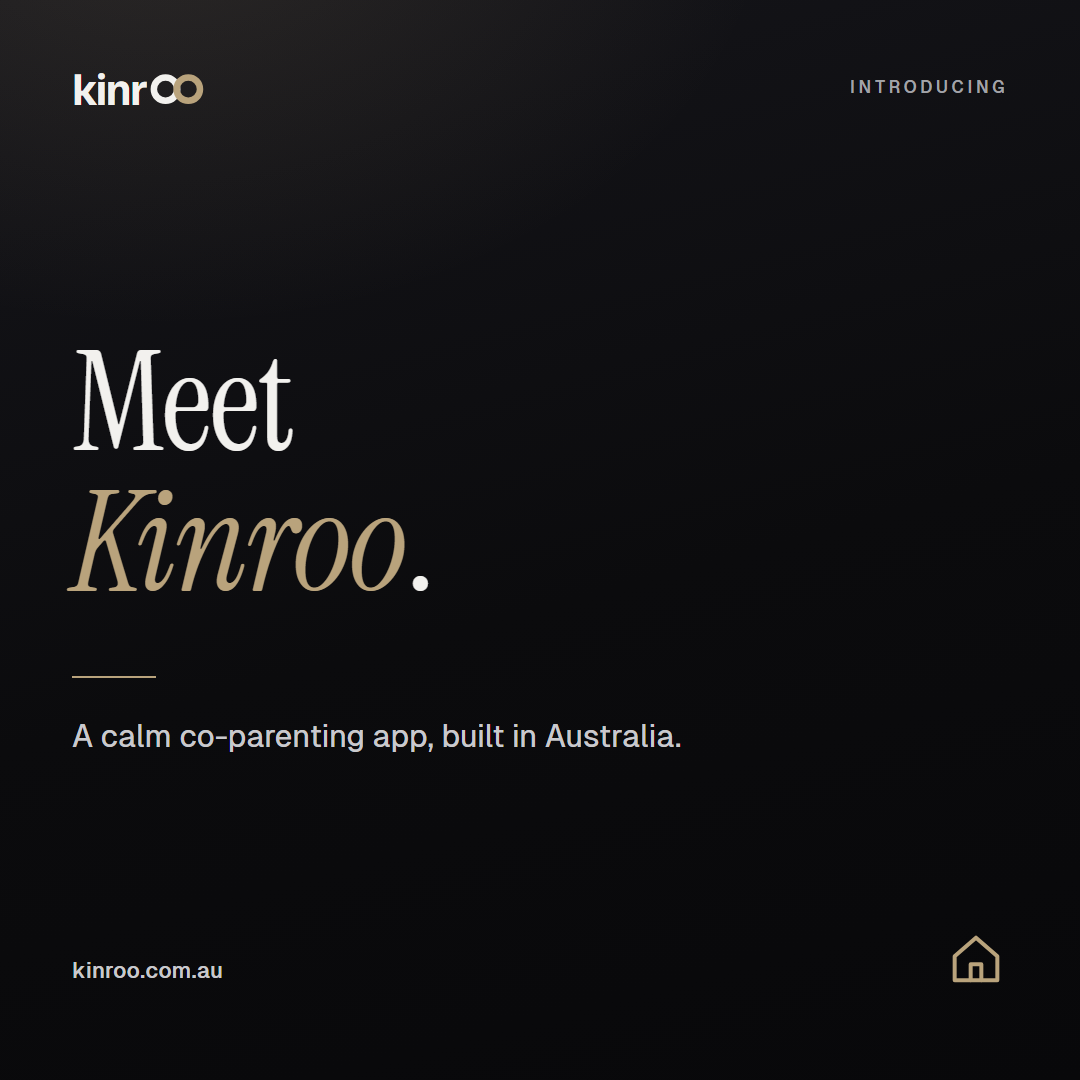 kinroo
INTRODUCING
Meet
Kinroo.
A calm co-parenting app, built in Australia.
kinroo.com.au